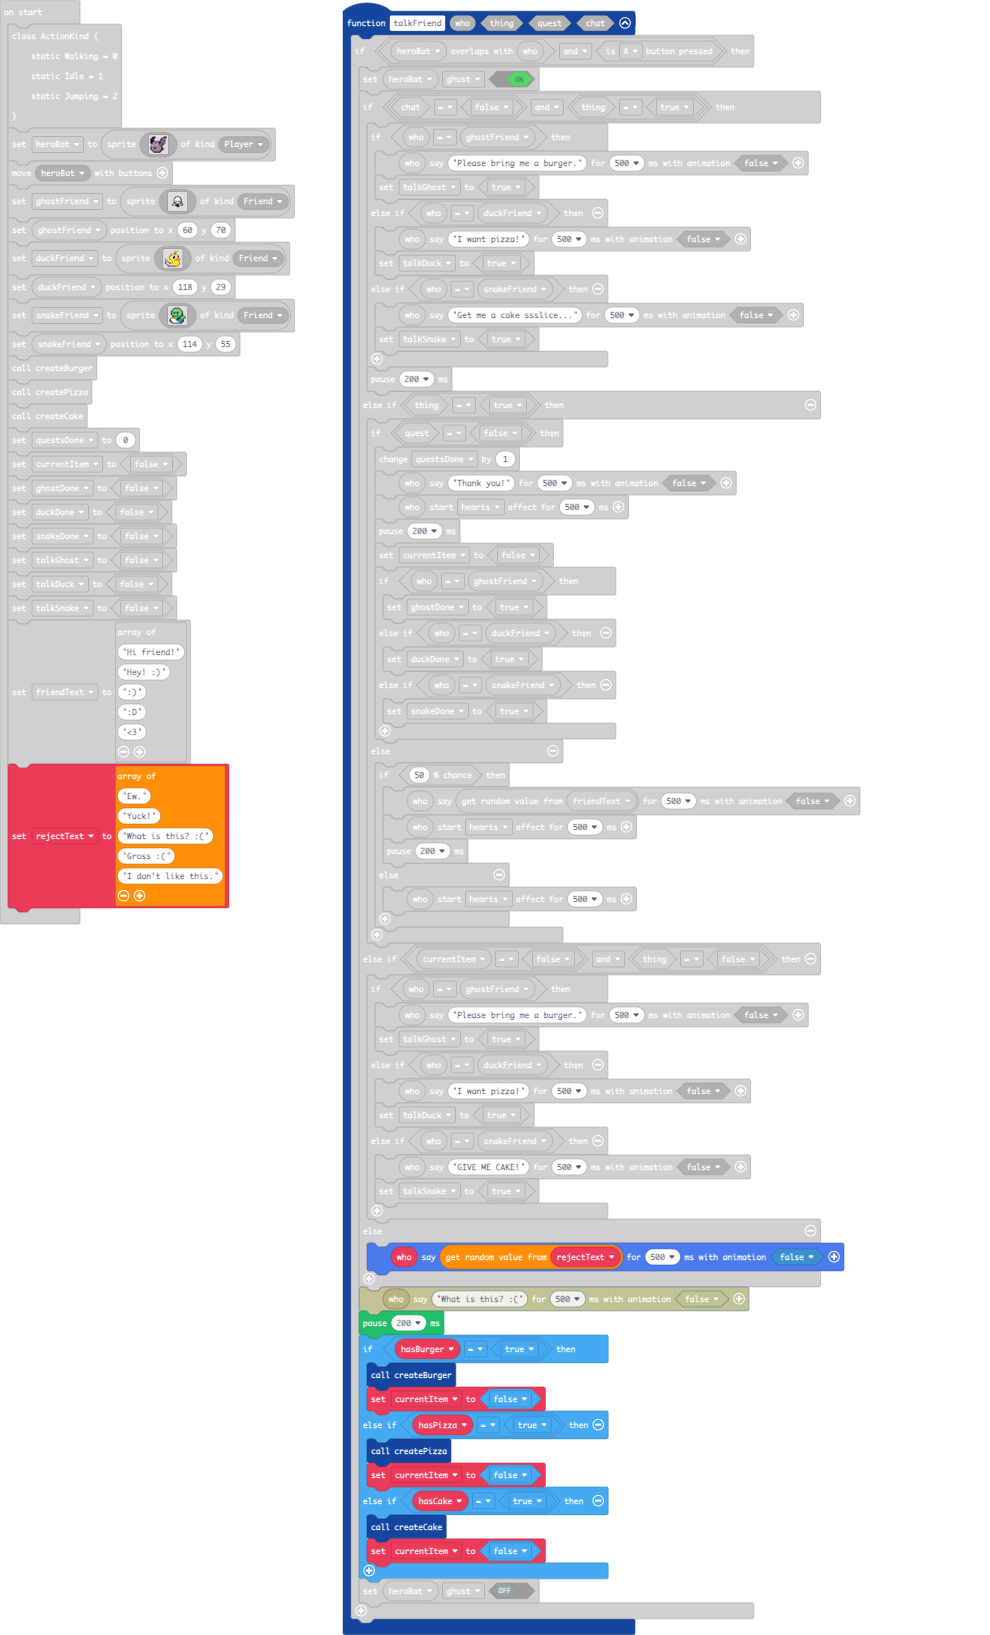 on start
class ActionKind {
static Walking = 0
static Idle = 1
static Jumping = 2
}
set heroBat to sprite of kind Player
move heroBat with buttons
set ghostFriend to sprite of kind Friend
set ghostFriend position to x 60 y 70
set duckFriend to sprite of kind Friend
set duckFriend position to x 118 y 29
set snakeFriend to sprite of kind Friend
set snakeFriend position to x 114 y 55
call createBurger
call createPizza
call createCake
set questsDone to 0
set currentItem to false
set ghostDone to false
set duckDone to false
set snakeDone to false
set talkGhost to false
set talkDuck to false
set talkSnake to false
set friendText to array of
"Hi friend!"
"Hey! :)"
":)"
":D"
"<3"
set rejectText to array of
"Ew."
"Yuck!"
"What is this? :("
"Gross :("
"I don't like this."
function talkFriend who thing quest chat
if heroBat overlaps with who and is A button pressed then
set heroBat ghost ON
if chat = false and thing = true then
if who = ghostFriend then
who say "Please bring me a burger." for 500 ms with animation false
set talkGhost to true
else if who = duckFriend then
who say "I want pizza!" for 500 ms with animation false
set talkDuck to true
else if who = snakeFriend then
who say "Get me a cake ssslice..." for 500 ms with animation false
set talkSnake to true
pause 200 ms
else if thing = true then
if quest = false then
change questsDone by 1
who say "Thank you!" for 500 ms with animation false
who start hearts effect for 500 ms
pause 200 ms
set currentItem to false
if who = ghostFriend then
set ghostDone to true
else if who = duckFriend then
set duckDone to true
else if who = snakeFriend then
set snakeDone to true
else
if 50 % chance then
who say get random value from friendText for 500 ms with animation false
who start hearts effect for 500 ms
pause 200 ms
else
who start hearts effect for 500 ms
else if currentItem = false and thing = false then
if who = ghostFriend then
who say "Please bring me a burger." for 500 ms with animation false
set talkGhost to true
else if who = duckFriend then
who say "I want pizza!" for 500 ms with animation false
set talkDuck to true
else if who = snakeFriend then
who say "GIVE ME CAKE!" for 500 ms with animation false
set talkSnake to true
else
who say get random value from rejectText for 500 ms with animation false
who say "What is this? :(" for 500 ms with animation false
pause 200 ms
if hasBurger = true then
call createBurger
set currentItem to false
else if hasPizza = true then
call createPizza
set currentItem to false
else if hasCake = true then
call createCake
set currentItem to false
set heroBat ghost OFF